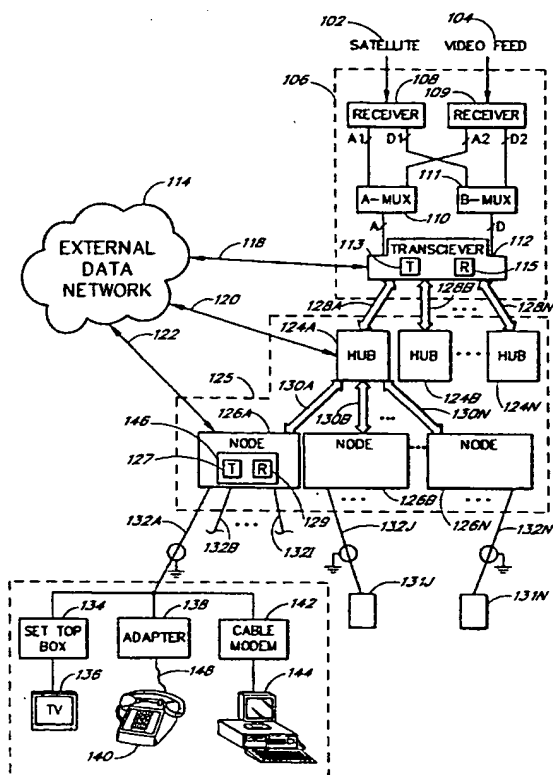 102 104
SATELLITE VIDEO FEED
108
106 109
RECEIVER RECEIVER
A1 D1 A2 D2
111
A-MUX B-MUX
114 110
A D
118 TRANSCIEVER 112
EXTERNAL DATA NETWORK
113 T R 115
128A 128B ... 128N
120
122 124A
HUB HUB ... HUB
125 124B 124N
130A
126A 130B ... 130N
146
NODE NODE ... NODE
127 T R
129 ... 126B ... 126N
132A ... 132J 132N
132B 132I
134 138 142 131J 131N
SET TOP BOX ADAPTER CABLE MODEM
136 148 144
TV
140